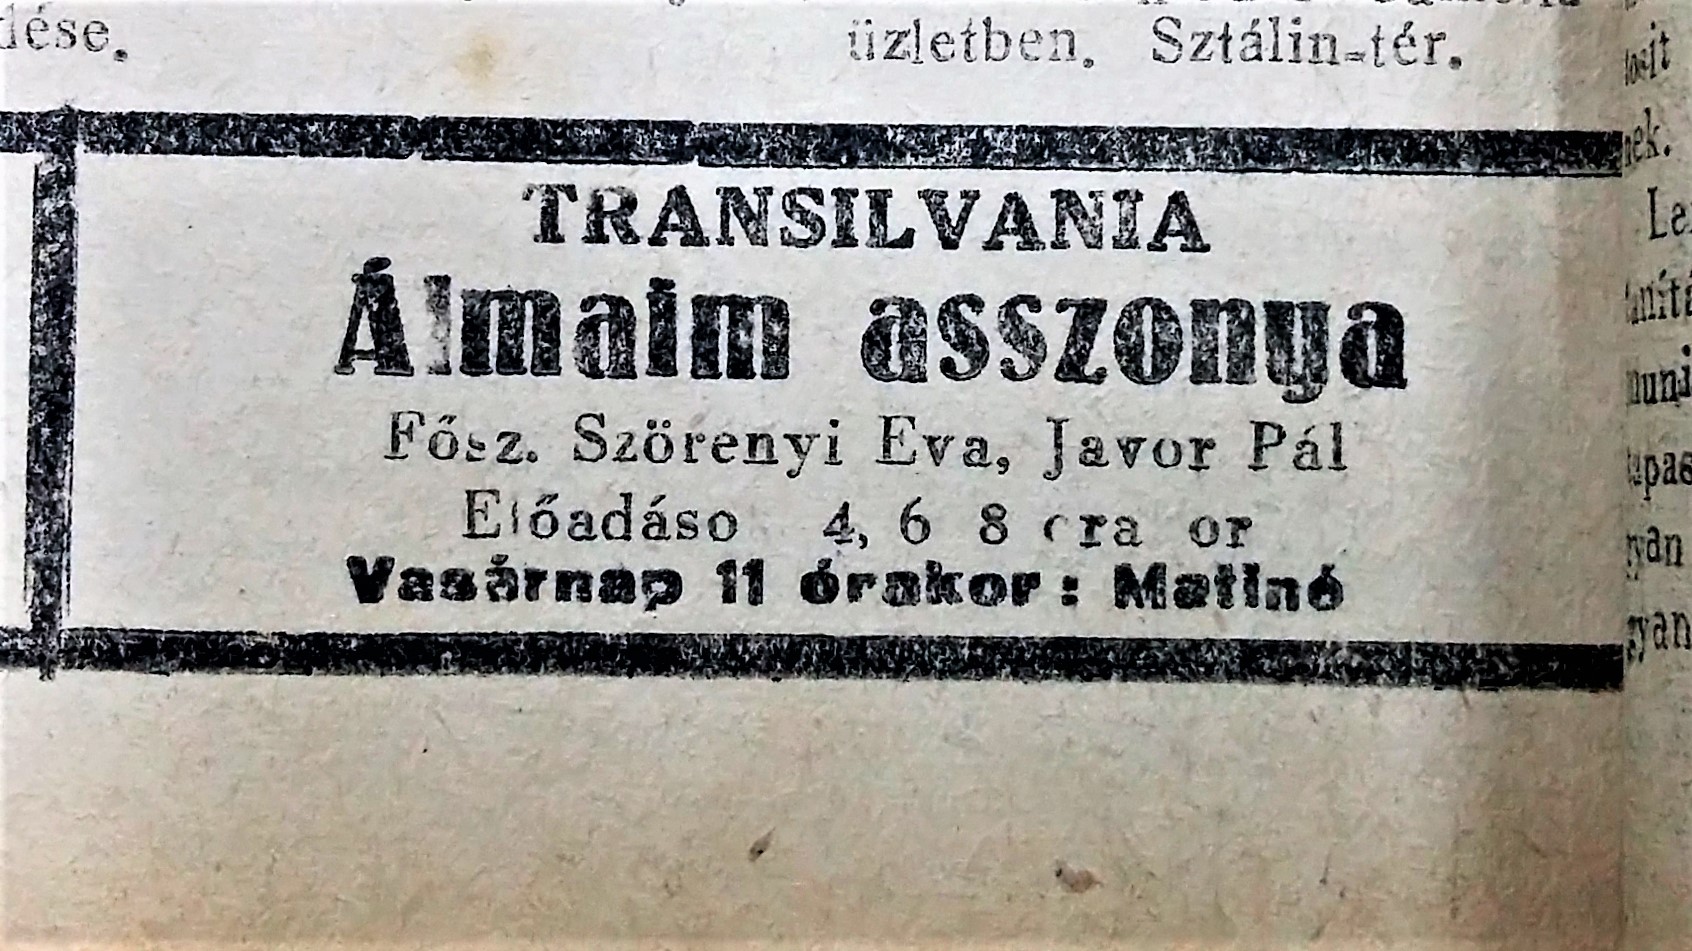 dése.
üzletben. Sztálin-tér.
TRANSILVANIA
Álmaim asszonya
Fősz. Szörenyi Eva, Javor Pál
Előadáso 4, 6 8 ora or
Vasárnap 11 órakor: Matiné
nek.